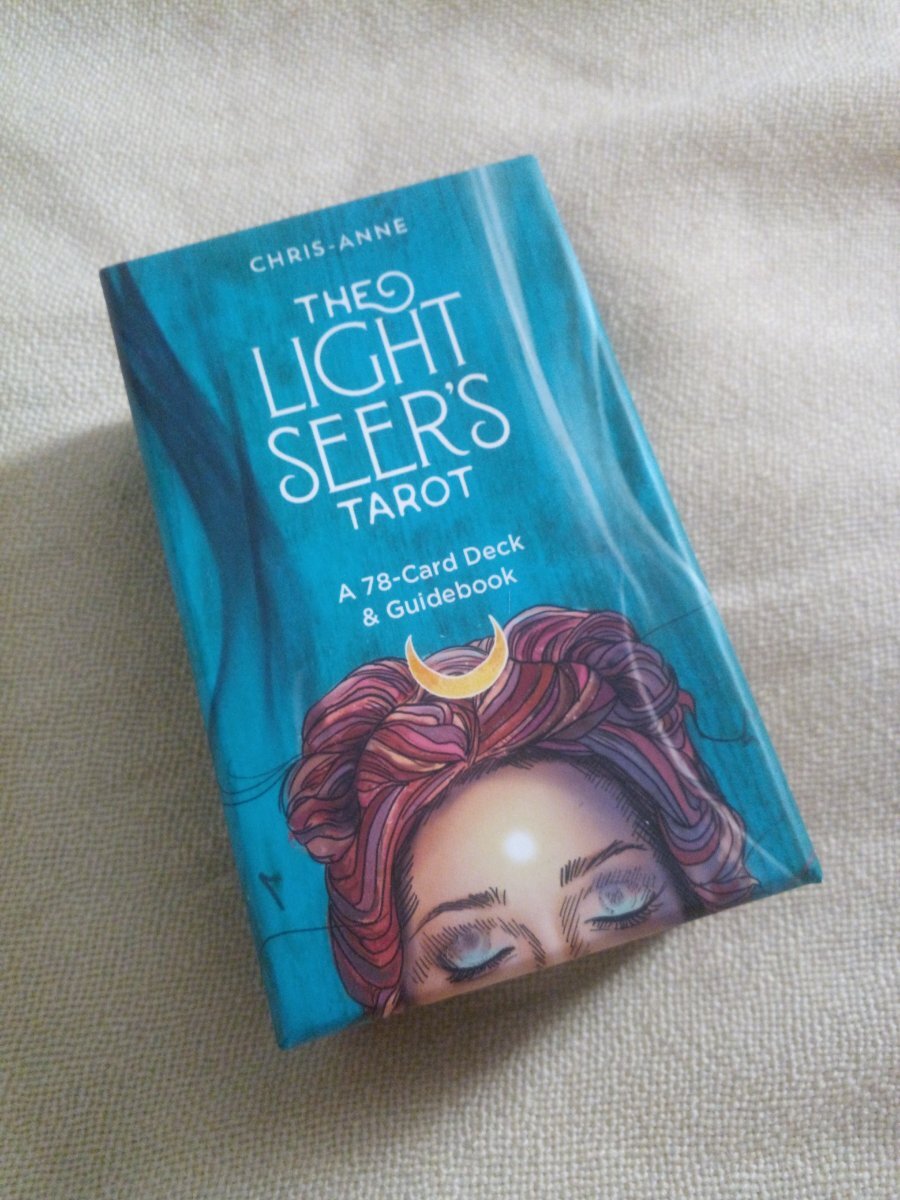 CHRIS-ANNE
THE
LIGHT
SEER'S
TAROT
A 78-Card Deck
& Guidebook